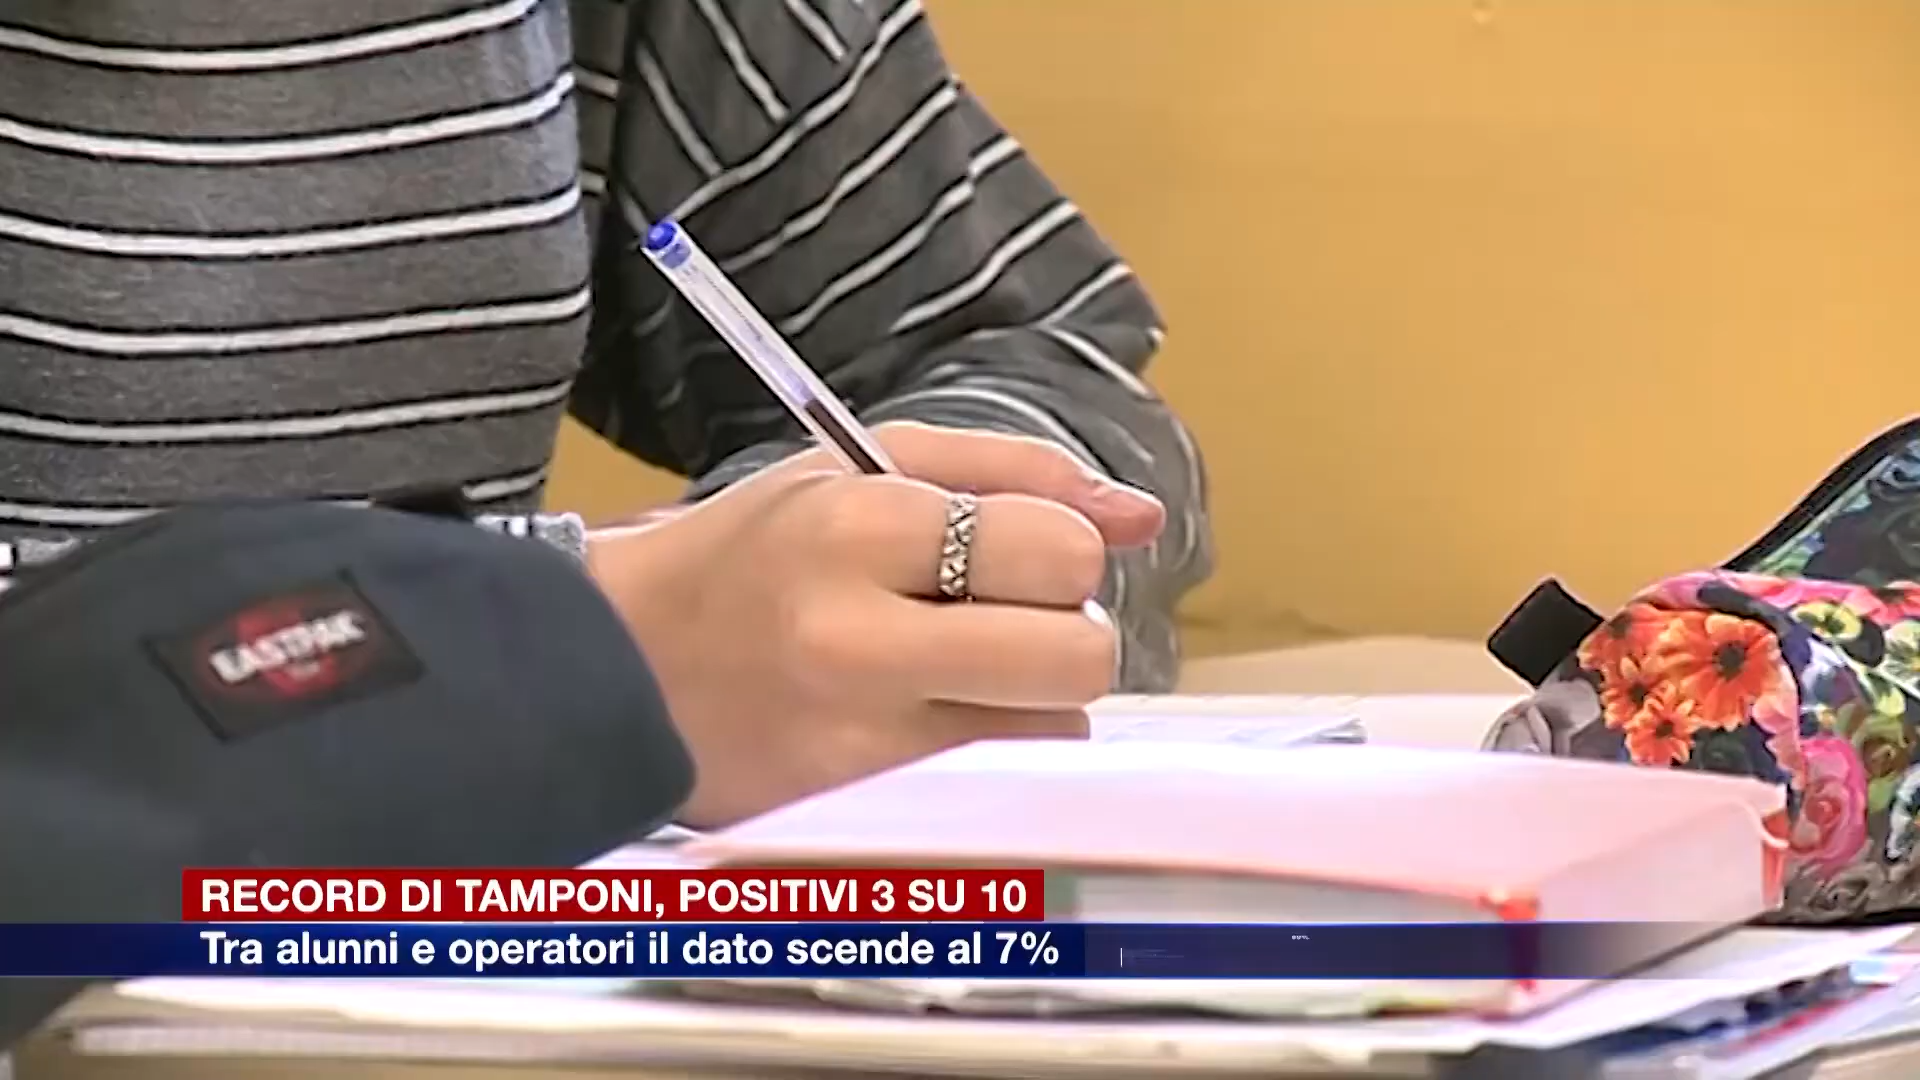 EASTPAK
RECORD DI TAMPONI, POSITIVI 3 SU 10
Tra alunni e operatori il dato scende al 7%